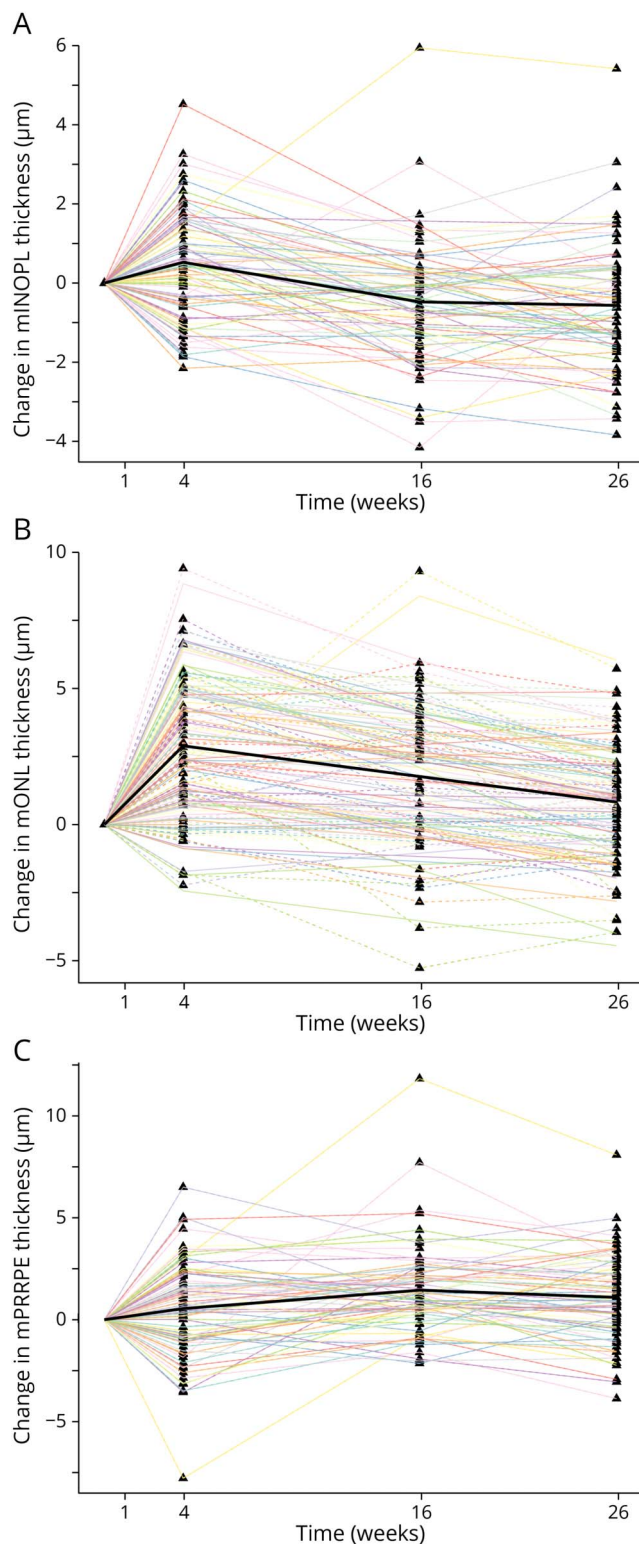 A
Change in mINOPL thickness (μm)
6
4
2
0
−2
−4
1 4 16 26
Time (weeks)
B
Change in mONL thickness (μm)
10
5
0
−5
1 4 16 26
Time (weeks)
C
Change in mPRRPE thickness (μm)
10
5
0
−5
1 4 16 26
Time (weeks)